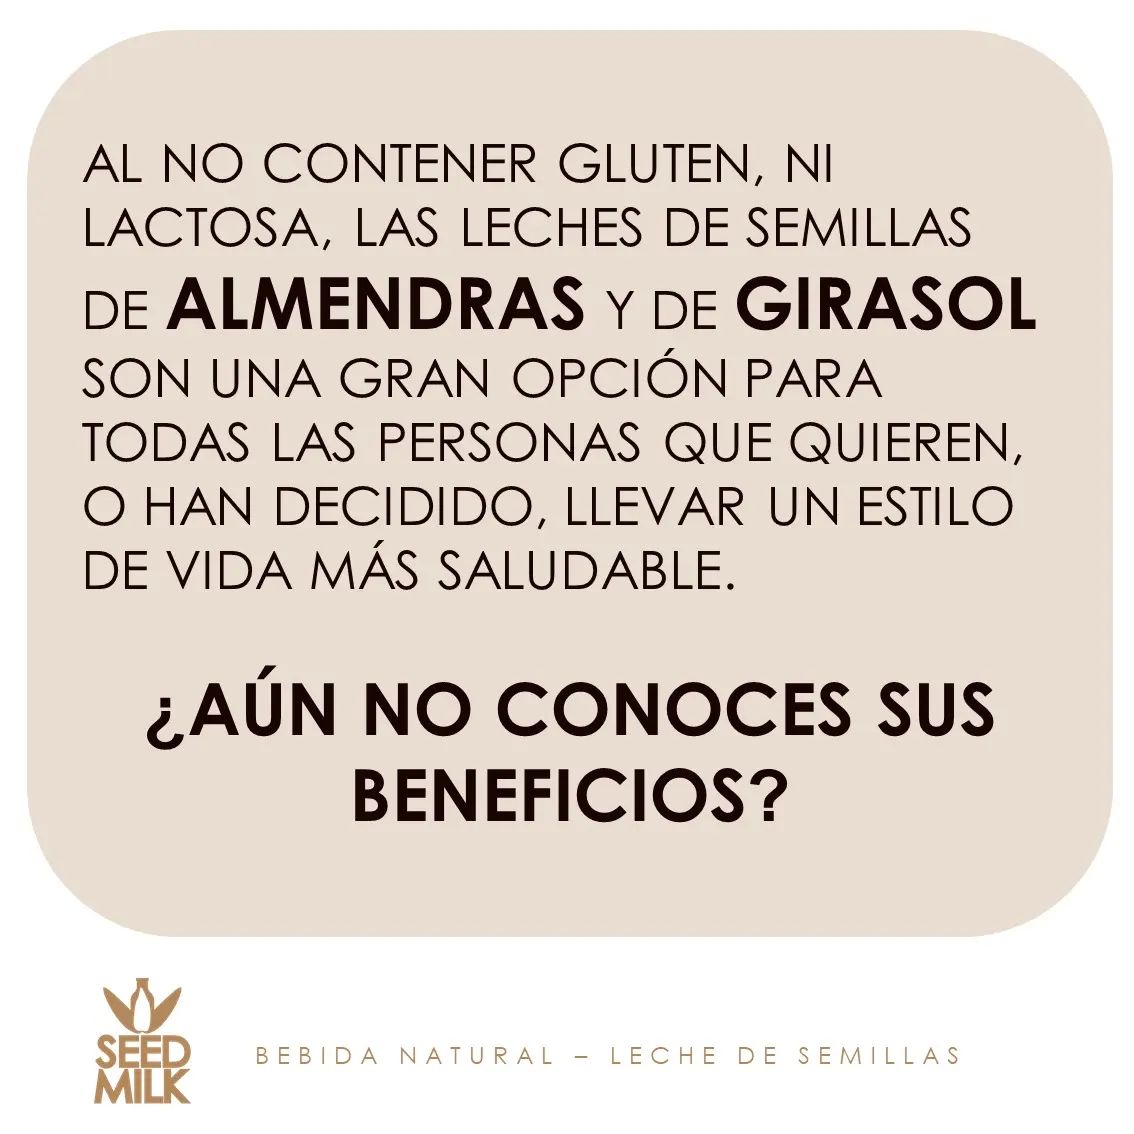 AL NO CONTENER GLUTEN, NI
LACTOSA, LAS LECHES DE SEMILLAS
DE ALMENDRAS Y DE GIRASOL
SON UNA GRAN OPCIÓN PARA
TODAS LAS PERSONAS QUE QUIEREN,
O HAN DECIDIDO, LLEVAR UN ESTILO
DE VIDA MÁS SALUDABLE.
¿AÚN NO CONOCES SUS
BENEFICIOS?
SEED
MILK
BEBIDA NATURAL – LECHE DE SEMILLAS